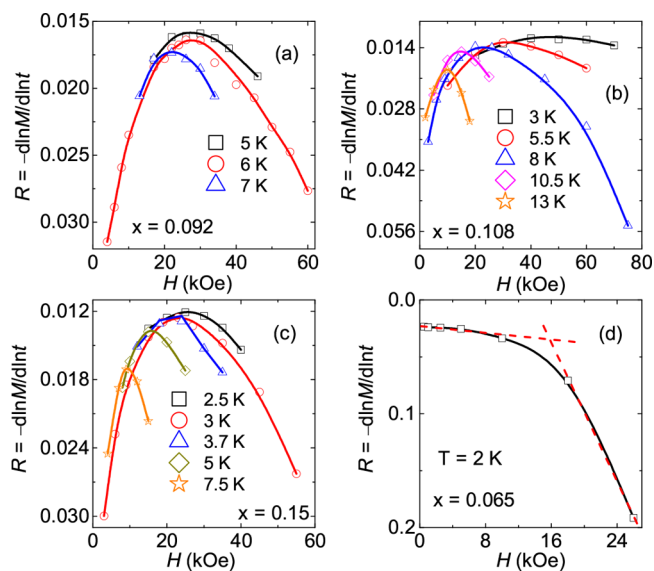 (a)
R = −dlnM/dlnt
0.020
0.025
0.030
5 K
6 K
7 K
x = 0.092
0 20 40 60
H (kOe)
(b)
R = −dlnM/dlnt
0.014
0.028
0.042
0.056
3 K
5.5 K
8 K
10.5 K
13 K
x = 0.108
0 20 40 60 80
H (kOe)
(c)
R = −dlnM/dlnt
0.012
0.018
0.024
0.030
2.5 K
3 K
3.7 K
5 K
7.5 K
x = 0.15
0 20 40 60
H (kOe)
(d)
R = −dlnM/dlnt
0.0
0.1
0.2
T = 2 K
x = 0.065
0 8 16 24
H (kOe)